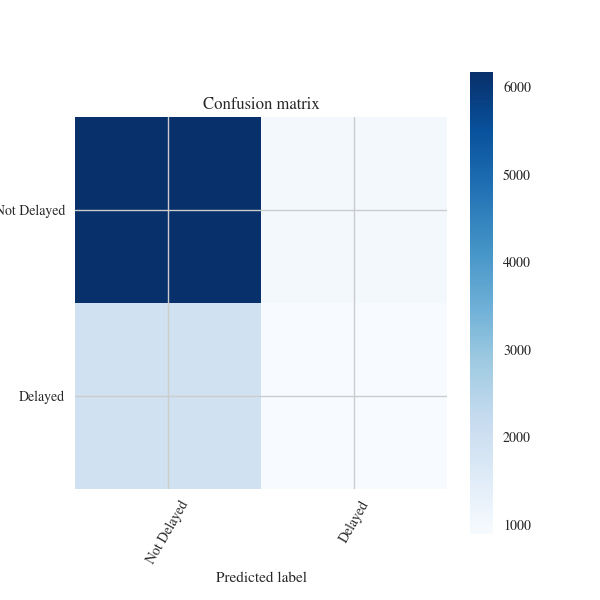 Confusion matrix
Not Delayed
Delayed
Not Delayed
Delayed
Predicted label
6000
5000
4000
3000
2000
1000